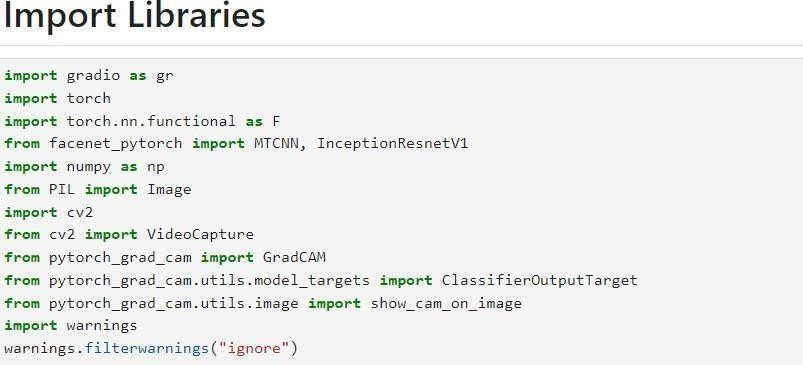 Import Libraries
import gradio as gr
import torch
import torch.nn.functional as F
from facenet_pytorch import MTCNN, InceptionResnetV1
import numpy as np
from PIL import Image
import cv2
from cv2 import VideoCapture
from pytorch_grad_cam import GradCAM
from pytorch_grad_cam.utils.model_targets import ClassifierOutputTarget
from pytorch_grad_cam.utils.image import show_cam_on_image
import warnings
warnings.filterwarnings("ignore")